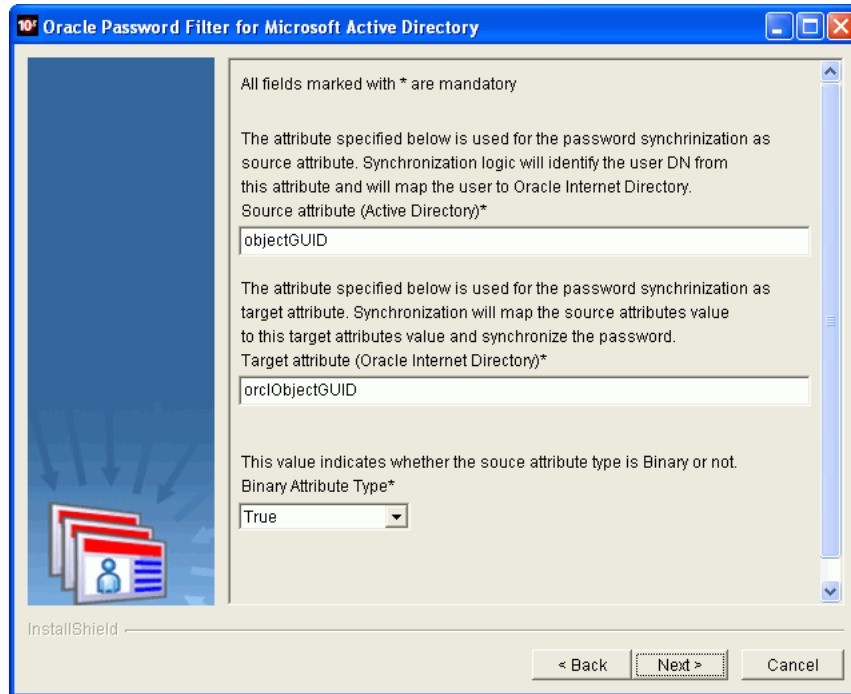 10g Oracle Password Filter for Microsoft Active Directory
All fields marked with * are mandatory
The attribute specified below is used for the password synchrinization as
source attribute. Synchronization logic will identify the user DN from
this attribute and will map the user to Oracle Internet Directory.
Source attribute (Active Directory)*
objectGUID
The attribute specified below is used for the password synchrinization as
target attribute. Synchronization will map the source attributes value
to this target attributes value and synchronize the password.
Target attribute (Oracle Internet Directory)*
orclObjectGUID
This value indicates whether the souce attribute type is Binary or not.
Binary Attribute Type*
True
InstallShield
< Back
Next >
Cancel